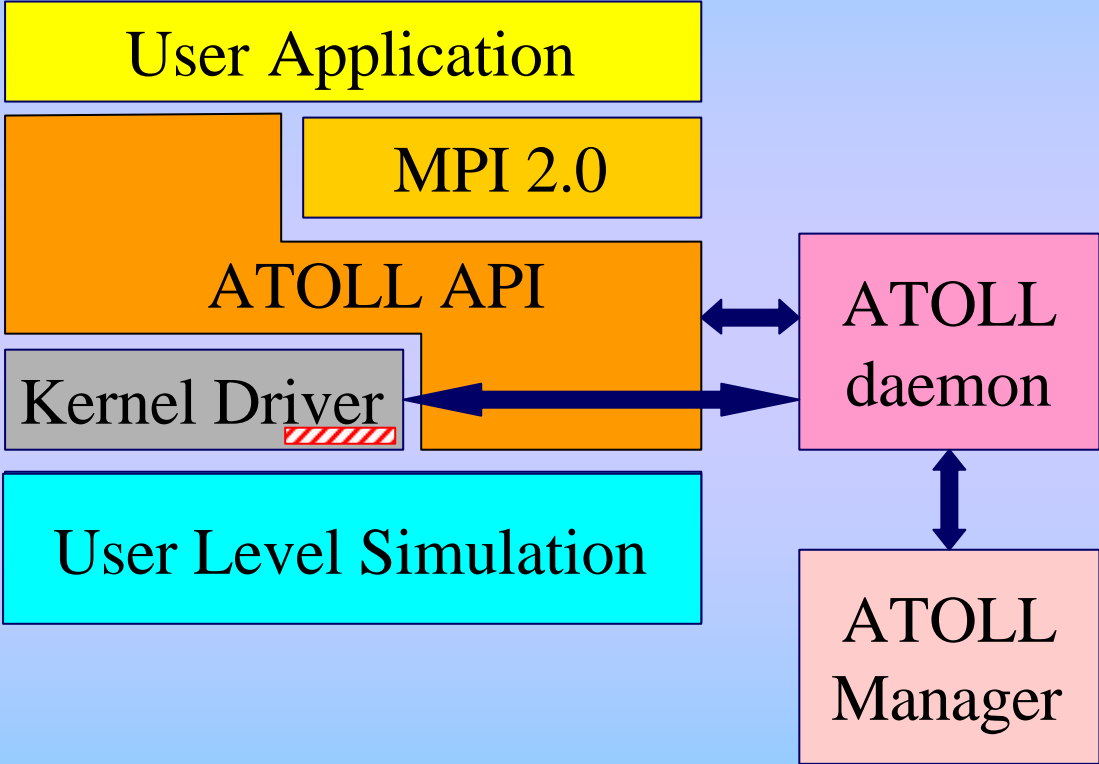 User Application
MPI 2.0
ATOLL API
Kernel Driver
User Level Simulation
ATOLL
daemon
ATOLL
Manager